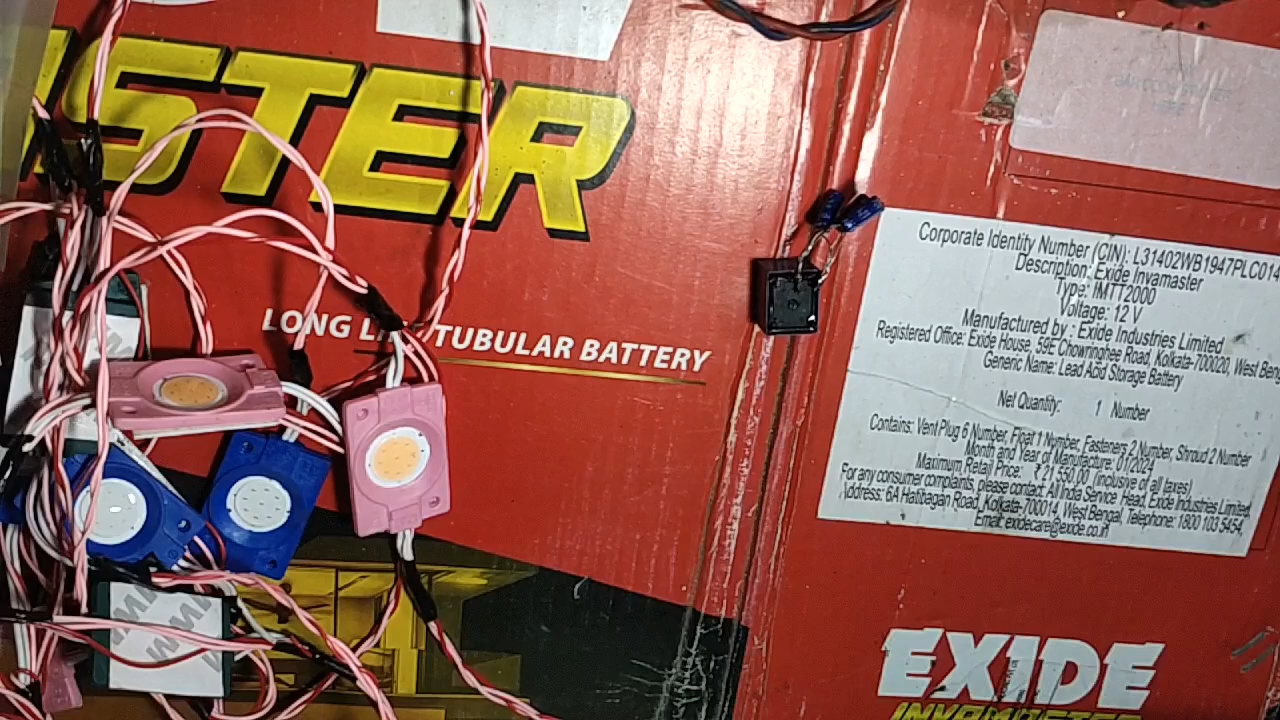 STER
LONG LI TUBULAR BATTERY
Corporate Identity Number (CIN): L31402WB1947PLC014
Description: Exide Invamaster
Type: IMTT2000
Voltage: 12 V
Manufactured by : Exide Industries Limited
Registered Office: Exide House, 59E Chowringhee Road, Kolkata-700020, West Beng
Generic Name: Lead Acid Storage Battery
Net Quantity: 1 Number
Contains: Vent Plug 6 Number, Float 1 Number, Fasteners 2 Number, Shroud 2 Number
Month and Year of Manufacture: 01/2024
Maximum Retail Price: ₹ 21,550.00 (inclusive of all taxes)
For any consumer complaints, please contact: All India Service Head, Exide Industries Limited,
Address: 6A Hatibagan Road, Kolkata-700014, West Bengal, Telephone: 1800 103 5454,
Email: exidecare@exide.co.in
EXIDE
INVAMASTER